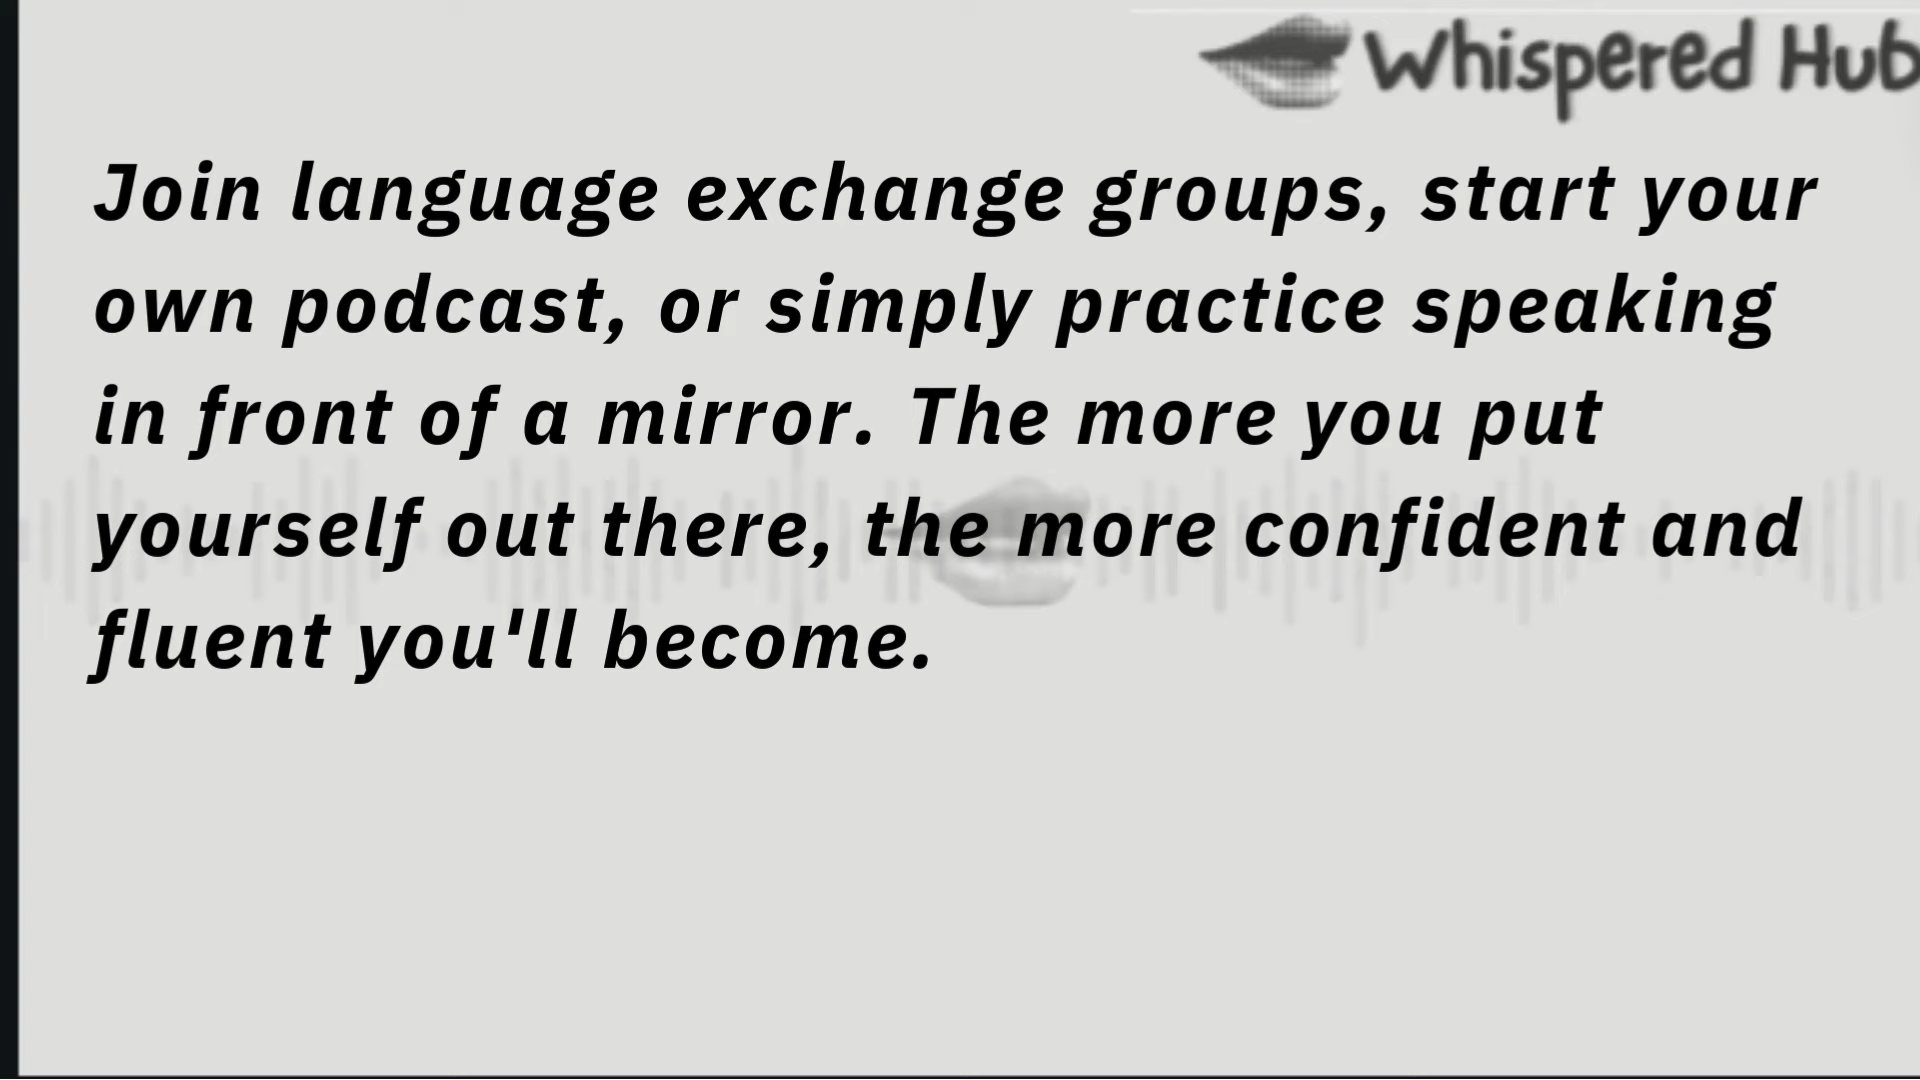 Whispered Hub
Join language exchange groups, start your
own podcast, or simply practice speaking
in front of a mirror. The more you put
yourself out there, the more confident and
fluent you'll become.